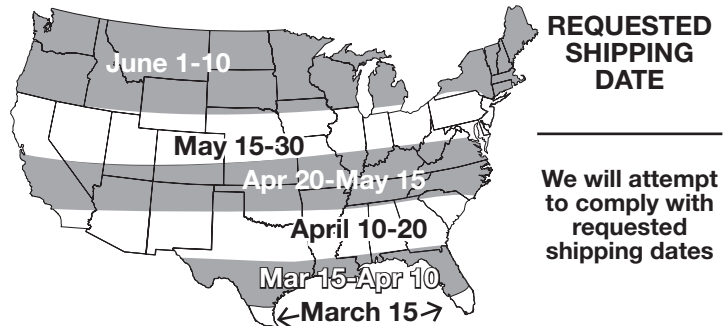 REQUESTED
SHIPPING
DATE
June 1-10
May 15-30
Apr 20-May 15
April 10-20
Mar 15-Apr 10
March 15
We will attempt
to comply with
requested
shipping dates